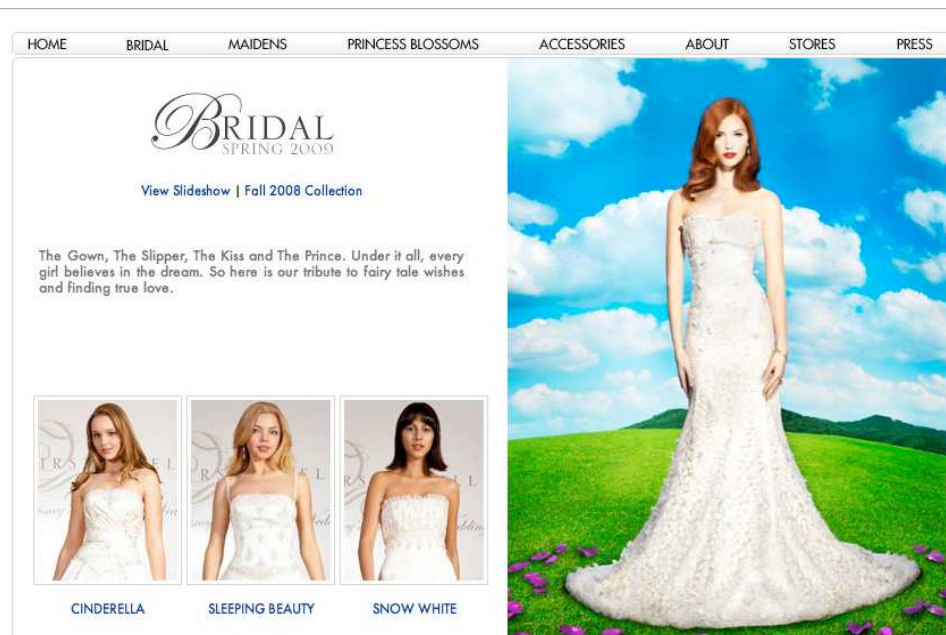 HOME BRIDAL MAIDENS PRINCESS BLOSSOMS ACCESSORIES ABOUT STORES PRESS
BRIDAL
SPRING 2009
View Slideshow | Fall 2008 Collection
The Gown, The Slipper, The Kiss and The Prince. Under it all, every
girl believes in the dream. So here is our tribute to fairy tale wishes
and finding true love.
CINDERELLA SLEEPING BEAUTY SNOW WHITE